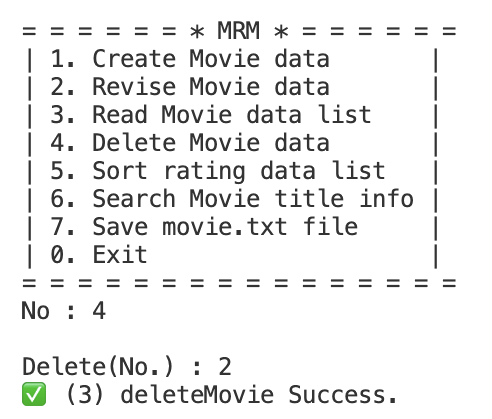 = = = = = = * MRM * = = = = = =
| 1. Create Movie data |
| 2. Revise Movie data |
| 3. Read Movie data list |
| 4. Delete Movie data |
| 5. Sort rating data list |
| 6. Search Movie title info |
| 7. Save movie.txt file |
| 0. Exit |
= = = = = = = = = = = = = = = =
No : 4
Delete(No.) : 2
✅ (3) deleteMovie Success.